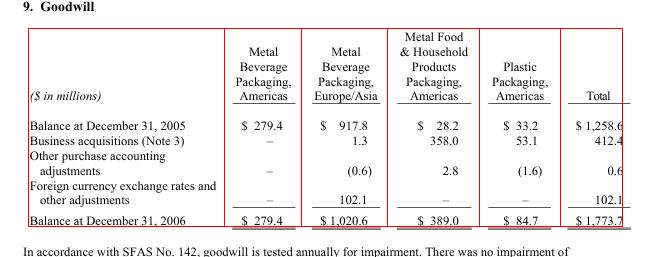 9. Goodwill
Metal Food
Metal Metal & Household
Beverage Beverage Products Plastic
Packaging, Packaging, Packaging, Packaging,
($ in millions) Americas Europe/Asia Americas Americas Total
Balance at December 31, 2005 $ 279.4 $ 917.8 $ 28.2 $ 33.2 $ 1,258.6
Business acquisitions (Note 3) – 1.3 358.0 53.1 412.4
Other purchase accounting
adjustments – (0.6) 2.8 (1.6) 0.6
Foreign currency exchange rates and
other adjustments – 102.1 – – 102.1
Balance at December 31, 2006 $ 279.4 $ 1,020.6 $ 389.0 $ 84.7 $ 1,773.7
In accordance with SFAS No. 142, goodwill is tested annually for impairment. There was no impairment of